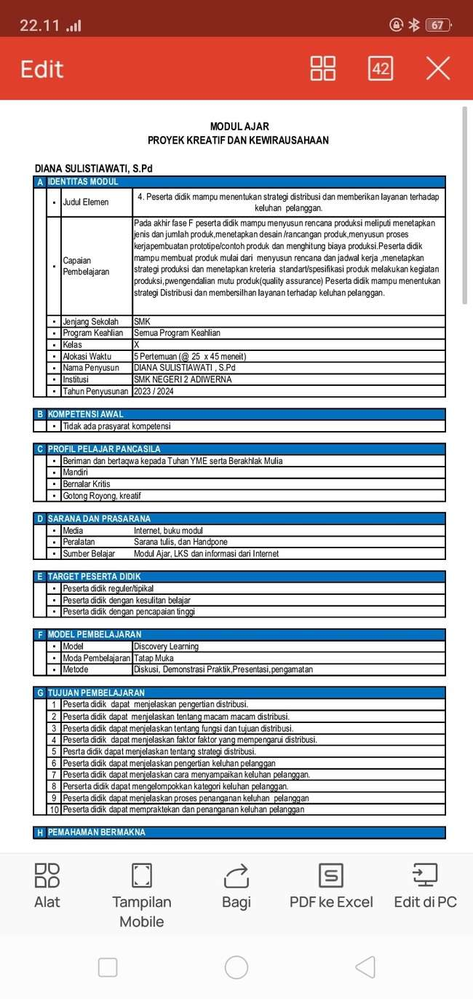 22.11
67
Edit
42
MODUL AJAR
PROYEK KREATIF DAN KEWIRAUSAHAAN
DIANA SULISTIAWATI, S.Pd
A IDENTITAS MODUL
▪ Judul Elemen
4. Peserta didik mampu menentukan strategi distribusi dan memberikan layanan terhadap
keluhan pelanggan.
▪ Capaian
Pembelajaran
Pada akhir fase F peserta didik mampu menyusun rencana produksi meliputi menetapkan
jenis dan jumlah produk,menetapkan desain /rancangan produk,menyusun proses
kerjapembuatan prototipe/contoh produk dan menghitung biaya produksi.Peserta didik
mampu membuat produk mulai dari menyusun rencana dan jadwal kerja ,menetapkan
strategi produksi dan menetapkan kreteria standart/spesifikasi produk melakukan kegiatan
produksi,pwengendalian mutu produk(quality assurance) Peserta didik mampu menentukan
strategi Distribusi dan membersilhan layanan terhadap keluhan pelanggan.
▪ Jenjang Sekolah SMK
▪ Program Keahlian Semua Program Keahlian
▪ Kelas X
▪ Alokasi Waktu 5 Pertemuan (@ 25 x 45 meneit)
▪ Nama Penyusun DIANA SULISTIAWATI , S.Pd
▪ Institusi SMK NEGERI 2 ADIWERNA
▪ Tahun Penyusunan 2023 / 2024
B KOMPETENSI AWAL
▪ Tidak ada prasyarat kompetensi
C PROFIL PELAJAR PANCASILA
▪ Beriman dan bertaqwa kepada Tuhan YME serta Berakhlak Mulia
▪ Mandiri
▪ Bernalar Kritis
▪ Gotong Royong, kreatif
D SARANA DAN PRASARANA
▪ Media Internet, buku modul
▪ Peralatan Sarana tulis, dan Handpone
▪ Sumber Belajar Modul Ajar, LKS dan informasi dari Internet
E TARGET PESERTA DIDIK
▪ Peserta didik reguler/tipikal
▪ Peserta didik dengan kesulitan belajar
▪ Peserta didik dengan pencapaian tinggi
F MODEL PEMBELAJARAN
▪ Model Discovery Learning
▪ Moda Pembelajaran Tatap Muka
▪ Metode Diskusi, Demonstrasi Praktik,Presentasi,pengamatan
G TUJUAN PEMBELAJARAN
1 Peserta didik dapat menjelaskan pengertian distribusi.
2 Peserta didik dapat menjelaskan tentang macam macam distribusi.
3 Peserta didik dapat menjelaskan tentang fungsi dan tujuan distribusi.
4 Peserta didik dapat menjelaskan faktor faktor yang mempengarui distribusi.
5 Pesrta didik dapat menjelaskan tentang strategi distribusi.
6 Peserta didik dapat menjelaskan pengertian keluhan pelanggan
7 Peserta didik dapat menjelaskan cara menyampaikan keluhan pelanggan.
8 Perserta didik dapat mengelompokkan kategori keluhan pelanggan.
9 Peserta didik dapat menjelaskan proses penanganan keluhan pelanggan
10 Peserta didik dapat mempraktekan dan penanganan keluhan pelanggan
H PEMAHAMAN BERMAKNA
Alat
Tampilan
Mobile
Bagi
PDF ke Excel
Edit di PC